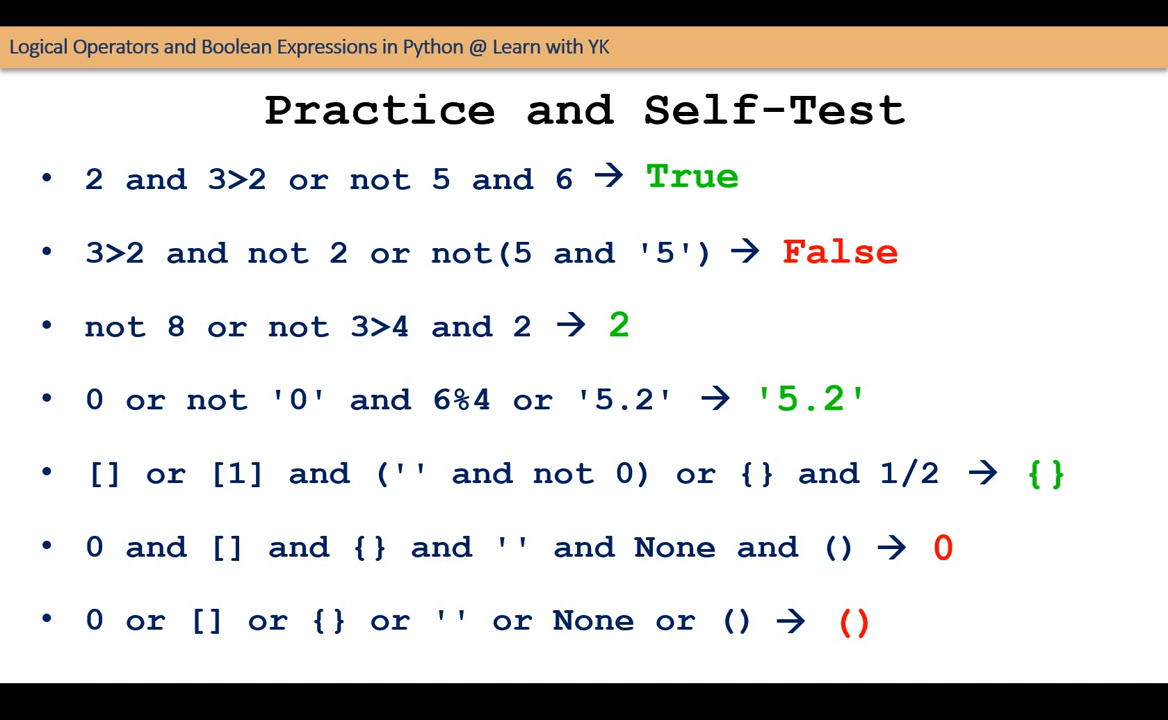 Logical Operators and Boolean Expressions in Python @ Learn with YK
Practice and Self-Test
• 2 and 3>2 or not 5 and 6 → True
• 3>2 and not 2 or not(5 and '5') → False
• not 8 or not 3>4 and 2 → 2
• 0 or not '0' and 6%4 or '5.2' → '5.2'
• [] or [1] and ('' and not 0) or {} and 1/2 → {}
• 0 and [] and {} and '' and None and () → 0
• 0 or [] or {} or '' or None or () → ()